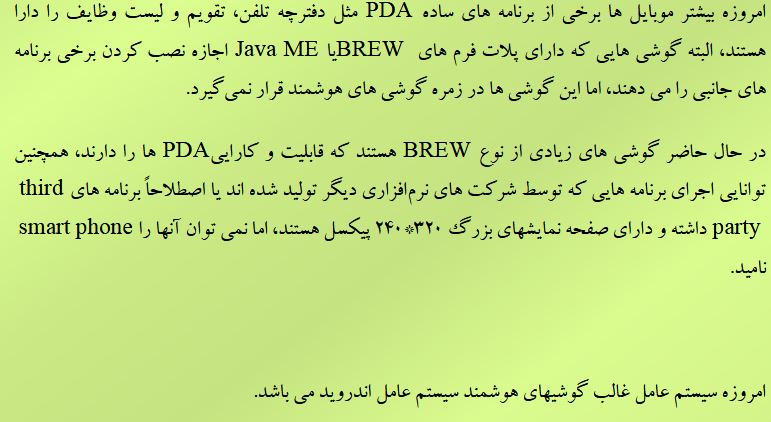 امروزه بیشتر موبایل ها برخی از برنامه های ساده PDA مثل دفترچه تلفن، تقویم و لیست وظایف را دارا
هستند، البته گوشی هایی که دارای پلات فرم های BREWیا Java ME اجازه نصب کردن برخی برنامه
های جانبی را می دهند، اما این گوشی ها در زمره گوشی های هوشمند قرار نمی‌گیرد.
در حال حاضر گوشی های زیادی از نوع BREW هستند که قابلیت و کاراییPDA ها را دارند، همچنین
توانایی اجرای برنامه هایی که توسط شرکت های نرم‌افزاری دیگر تولید شده اند یا اصطلاحاً برنامه های third
party داشته و دارای صفحه نمایشهای بزرگ ۳۲۰*۲۴۰ پیکسل هستند، اما نمی توان آنها را smart phone
نامید.
امروزه سیستم عامل غالب گوشیهای هوشمند سیستم عامل اندروید می باشد.